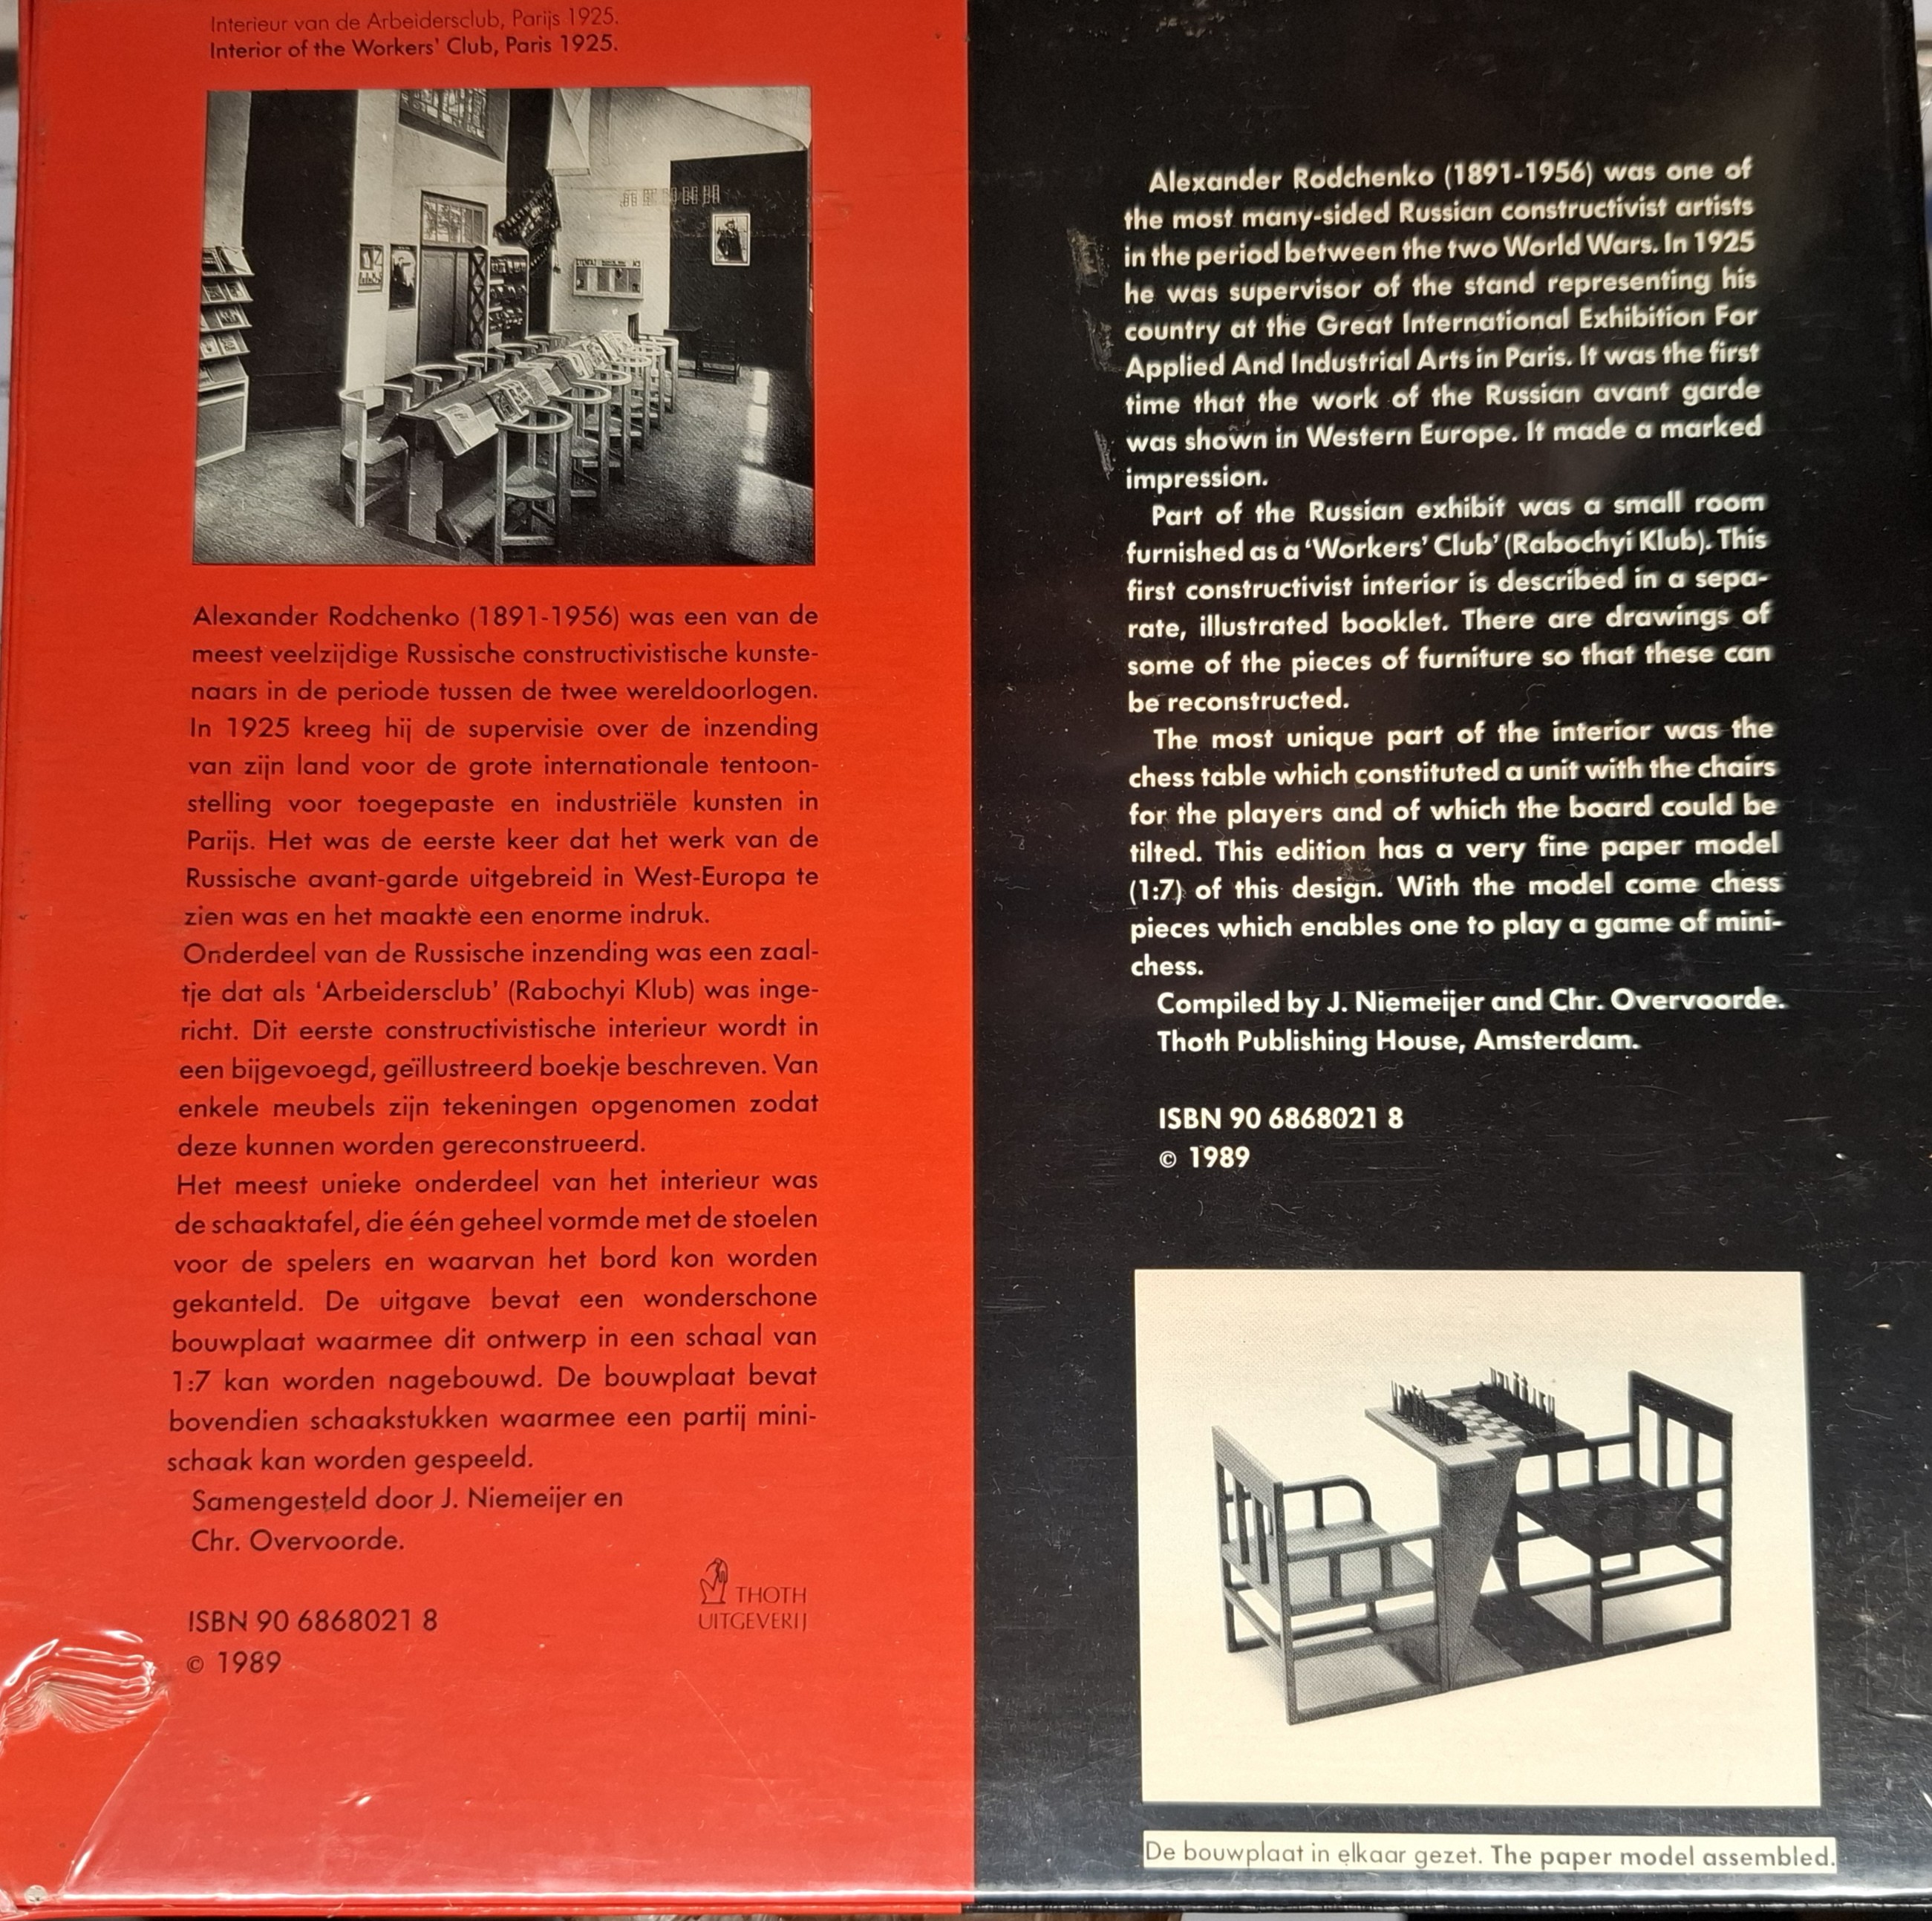 Interieur van de Arbeidersclub, Parijs 1925.
Interior of the Workers' Club, Paris 1925.
Alexander Rodchenko (1891-1956) was een van de
meest veelzijdige Russische constructivistische kunste-
naars in de periode tussen de twee wereldoorlogen.
In 1925 kreeg hij de supervisie over de inzending
van zijn land voor de grote internationale tentoon-
stelling voor toegepaste en industriële kunsten in
Parijs. Het was de eerste keer dat het werk van de
Russische avant-garde uitgebreid in West-Europa te
zien was en het maakte een enorme indruk.
Onderdeel van de Russische inzending was een zaal-
tje dat als 'Arbeidersclub' (Rabochyi Klub) was inge-
richt. Dit eerste constructivistische interieur wordt in
een bijgevoegd, geïllustreerd boekje beschreven. Van
enkele meubels zijn tekeningen opgenomen zodat
deze kunnen worden gereconstrueerd.
Het meest unieke onderdeel van het interieur was
de schaaktafel, die één geheel vormde met de stoelen
voor de spelers en waarvan het bord kon worden
gekanteld. De uitgave bevat een wonderschone
bouwplaat waarmee dit ontwerp in een schaal van
1:7 kan worden nagebouwd. De bouwplaat bevat
bovendien schaakstukken waarmee een partij mini-
schaak kan worden gespeeld.
Samengesteld door J. Niemeijer en
Chr. Overvoorde.
THOTH
UITGEVERIJ
ISBN 90 6868021 8
© 1989
Alexander Rodchenko (1891-1956) was one of
the most many-sided Russian constructivist artists
in the period between the two World Wars. In 1925
he was supervisor of the stand representing his
country at the Great International Exhibition For
Applied And Industrial Arts in Paris. It was the first
time that the work of the Russian avant garde
was shown in Western Europe. It made a marked
impression.
Part of the Russian exhibit was a small room
furnished as a 'Workers' Club' (Rabochyi Klub). This
first constructivist interior is described in a sepa-
rate, illustrated booklet. There are drawings of
some of the pieces of furniture so that these can
be reconstructed.
The most unique part of the interior was the
chess table which constituted a unit with the chairs
for the players and of which the board could be
tilted. This edition has a very fine paper model
(1:7) of this design. With the model come chess
pieces which enables one to play a game of mini-
chess.
Compiled by J. Niemeijer and Chr. Overvoorde.
Thoth Publishing House, Amsterdam.
ISBN 90 6868021 8
© 1989
De bouwplaat in elkaar gezet. The paper model assembled.